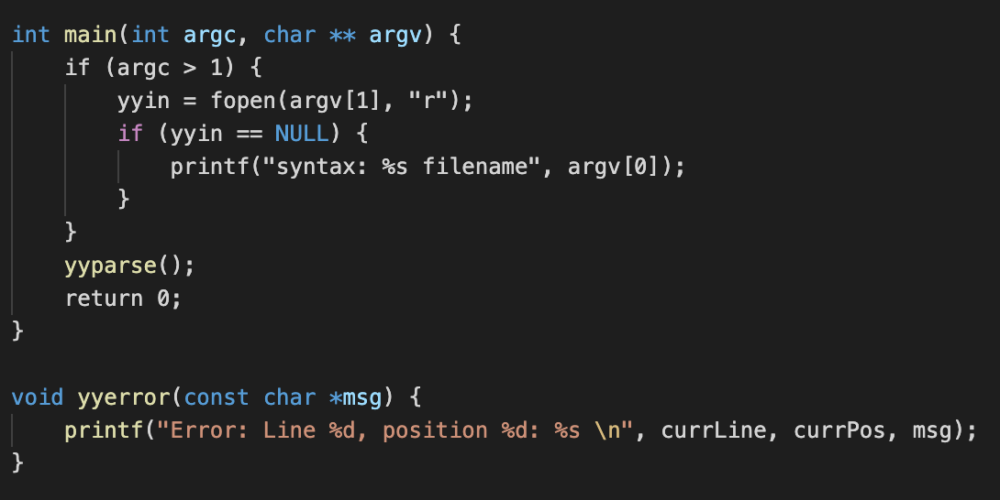 int main(int argc, char ** argv) {
    if (argc > 1) {
        yyin = fopen(argv[1], "r");
        if (yyin == NULL) {
            printf("syntax: %s filename", argv[0]);
        }
    }
    yyparse();
    return 0;
}

void yyerror(const char *msg) {
    printf("Error: Line %d, position %d: %s \n", currLine, currPos, msg);
}